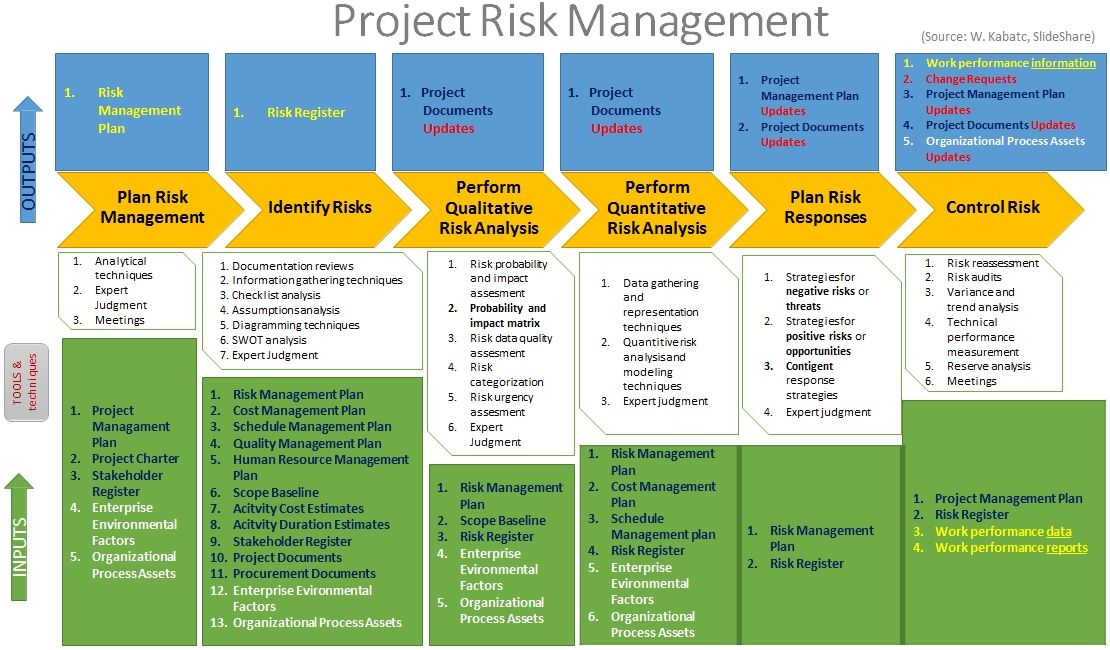 Project Risk Management
(Source: W. Kabatc, SlideShare)
OUTPUTS
1. Risk
Management
Plan
1. Risk Register
1. Project
Documents
Updates
1. Project
Documents
Updates
1. Project
Management Plan
Updates
2. Project Documents
Updates
1. Work performance information
2. Change Requests
3. Project Management Plan
Updates
4. Project Documents Updates
5. Organizational Process Assets
Updates
Plan Risk
Management
Identify Risks
Perform
Qualitative
Risk Analysis
Perform
Quantitative
Risk Analysis
Plan Risk
Responses
Control Risk
TOOLS &
techniques
1. Analytical
techniques
2. Expert
Judgment
3. Meetings
1. Documentation reviews
2. Information gathering techniques
3. Checklist analysis
4. Assumptions analysis
5. Diagramming techniques
6. SWOT analysis
7. Expert Judgment
1. Risk probability
and impact
assesment
2. Probability and
impact matrix
3. Risk data quality
assesment
4. Risk
categorization
5. Risk urgency
assesment
6. Expert
Judgment
1. Data gathering
and
representation
techniques
2. Quantitive risk
analysis and
modeling
techniques
3. Expert judgment
1. Strategies for
negative risks or
threats
2. Strategies for
positive risks or
opportunities
3. Contigent
response
strategies
4. Expert judgment
1. Risk reassessment
2. Risk audits
3. Variance and
trend analysis
4. Technical
performance
measurement
5. Reserve analysis
6. Meetings
INPUTS
1. Project
Managament
Plan
2. Project Charter
3. Stakeholder
Register
4. Enterprise
Environmental
Factors
5. Organizational
Process Assets
1. Risk Management Plan
2. Cost Management Plan
3. Schedule Management Plan
4. Quality Management Plan
5. Human Resource Management
Plan
6. Scope Baseline
7. Acitvity Cost Estimates
8. Acitvity Duration Estimates
9. Stakeholder Register
10. Project Documents
11. Procurement Documents
12. Enterprise Evironmental
Factors
13. Organizational Process Assets
1. Risk Management
Plan
2. Scope Baseline
3. Risk Register
4. Enterprise
Evironmental
Factors
5. Organizational
Process Assets
1. Risk Management
Plan
2. Cost Management
Plan
3. Schedule
Management plan
4. Risk Register
5. Enterprise
Evironmental
Factors
6. Organizational
Process Assets
1. Risk Management
Plan
2. Risk Register
1. Project Management Plan
2. Risk Register
3. Work performance data
4. Work performance reports